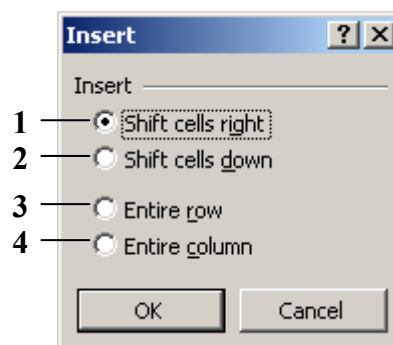 Insert
Insert
1 Shift cells right
2 Shift cells down
3 Entire row
4 Entire column
OK Cancel